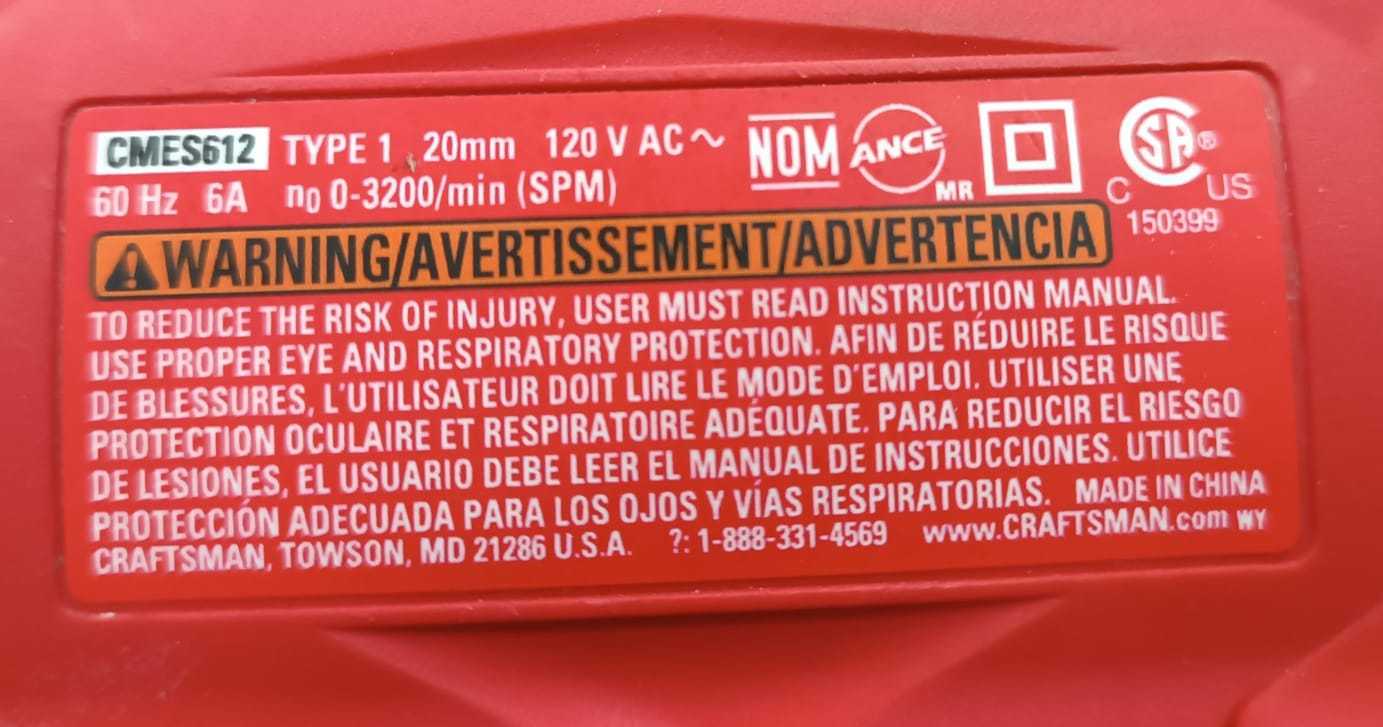 CMES612 TYPE 1 20mm 120 V AC ~ NOM ANCE MR CSA ®
60 Hz 6A n0 0-3200/min (SPM) C US
150399
WARNING/AVERTISSEMENT/ADVERTENCIA
TO REDUCE THE RISK OF INJURY, USER MUST READ INSTRUCTION MANUAL.
USE PROPER EYE AND RESPIRATORY PROTECTION. AFIN DE RÉDUIRE LE RISQUE
DE BLESSURES, L'UTILISATEUR DOIT LIRE LE MODE D'EMPLOI. UTILISER UNE
PROTECTION OCULAIRE ET RESPIRATOIRE ADÉQUATE. PARA REDUCIR EL RIESGO
DE LESIONES, EL USUARIO DEBE LEER EL MANUAL DE INSTRUCCIONES. UTILICE
PROTECCIÓN ADECUADA PARA LOS OJOS Y VÍAS RESPIRATORIAS. MADE IN CHINA
CRAFTSMAN, TOWSON, MD 21286 U.S.A. ?: 1-888-331-4569 www.CRAFTSMAN.com WY